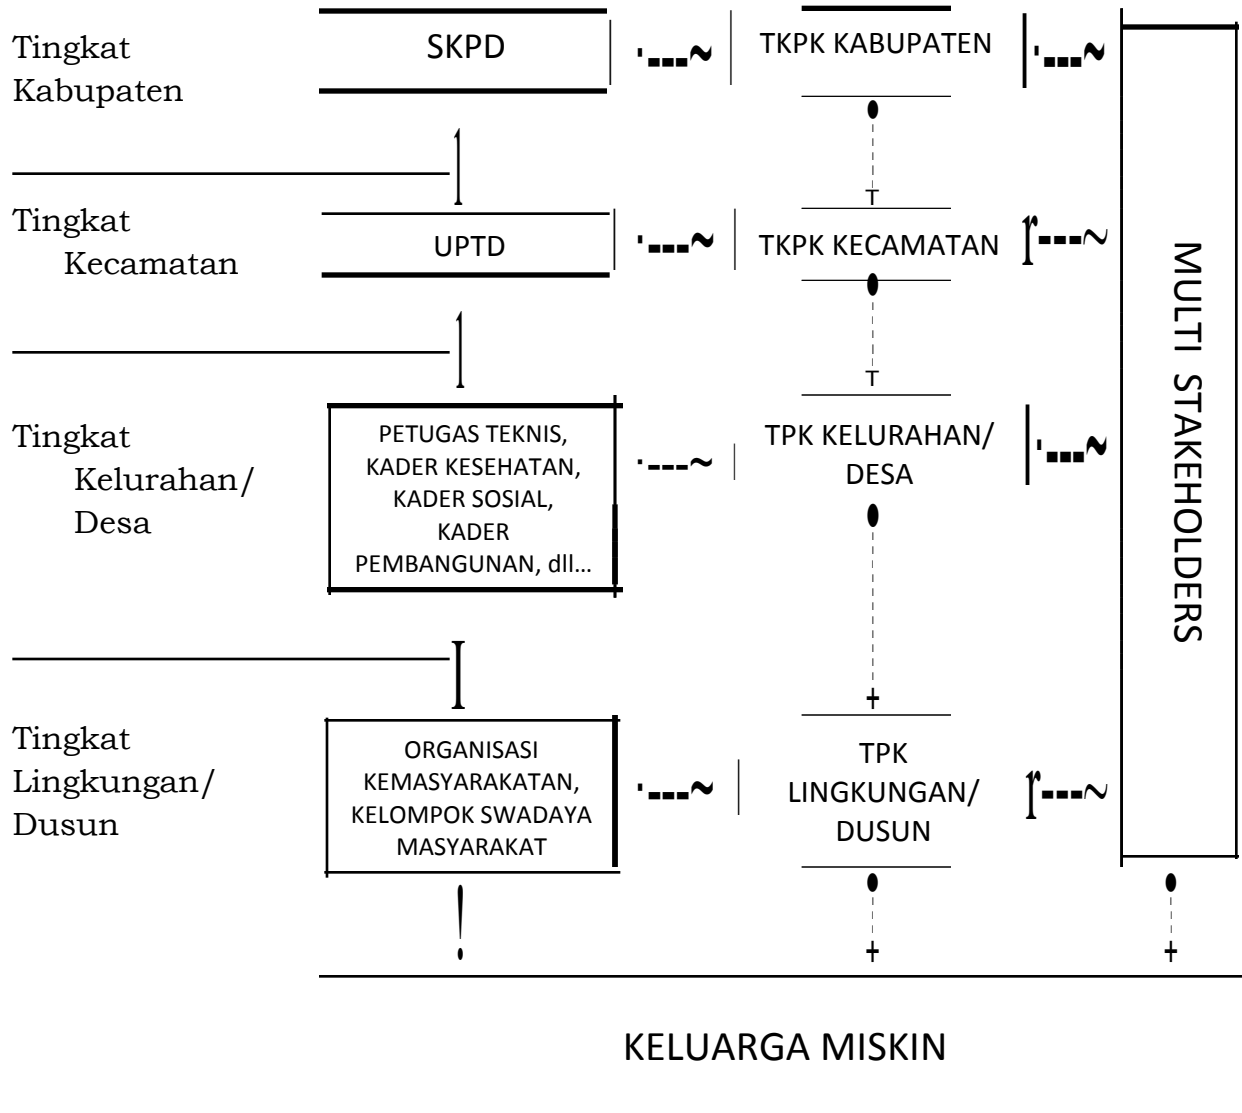 Tingkat
Kabupaten
SKPD
TKPK KABUPATEN
Tingkat
Kecamatan
UPTD
TKPK KECAMATAN
Tingkat
Kelurahan/
Desa
PETUGAS TEKNIS,
KADER KESEHATAN,
KADER SOSIAL,
KADER
PEMBANGUNAN, dll...
TPK KELURAHAN/
DESA
Tingkat
Lingkungan/
Dusun
ORGANISASI
KEMASYARAKATAN,
KELOMPOK SWADAYA
MASYARAKAT
TPK
LINGKUNGAN/
DUSUN
MULTI STAKEHOLDERS
KELUARGA MISKIN